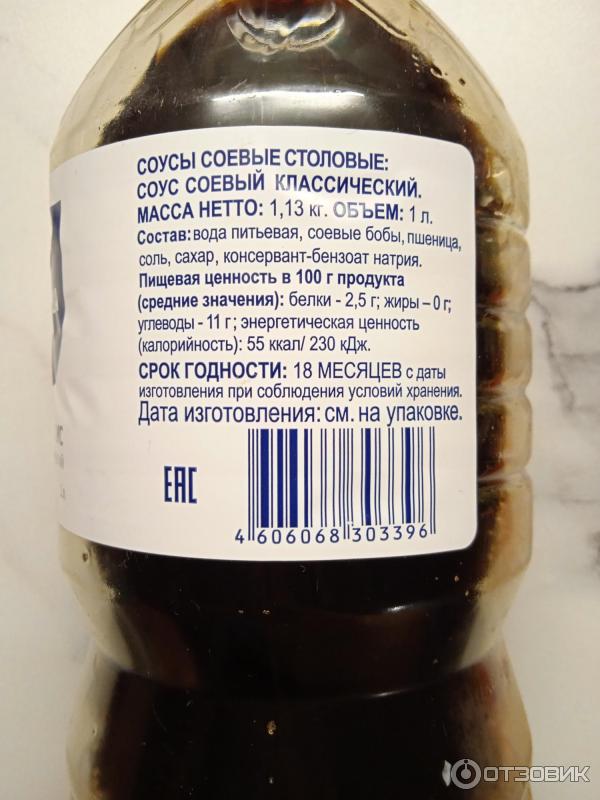 СОУСЫ СОЕВЫЕ СТОЛОВЫЕ:
СОУС СОЕВЫЙ КЛАССИЧЕСКИЙ.
МАССА НЕТТО: 1,13 кг. ОБЪЕМ: 1 л.
Состав: вода питьевая, соевые бобы, пшеница,
соль, сахар, консервант-бензоат натрия.
Пищевая ценность в 100 г продукта
(средние значения): белки - 2,5 г; жиры – 0 г;
углеводы - 11 г; энергетическая ценность
(калорийность): 55 ккал/ 230 кДж.
СРОК ГОДНОСТИ: 18 МЕСЯЦЕВ с даты
изготовления при соблюдения условий хранения.
Дата изготовления: см. на упаковке.
ЕАС
4 606068 303396
ОТЗОВИК